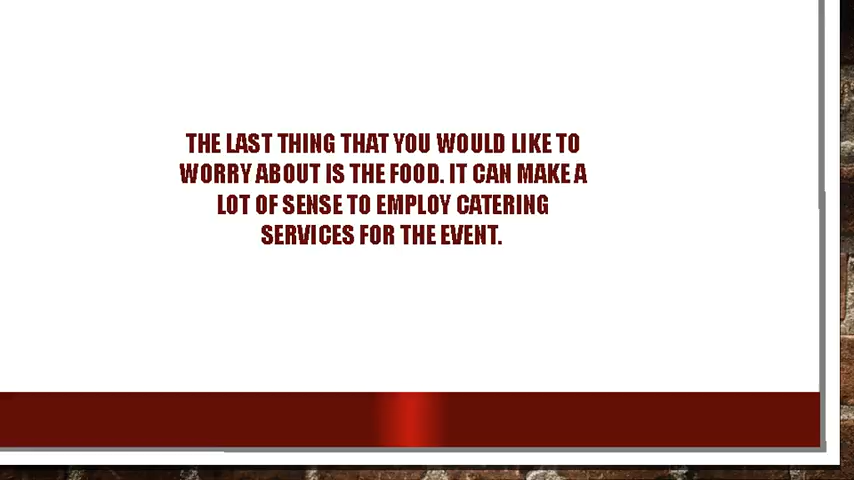 THE LAST THING THAT YOU WOULD LIKE TO
WORRY ABOUT IS THE FOOD. IT CAN MAKE A
LOT OF SENSE TO EMPLOY CATERING
SERVICES FOR THE EVENT.